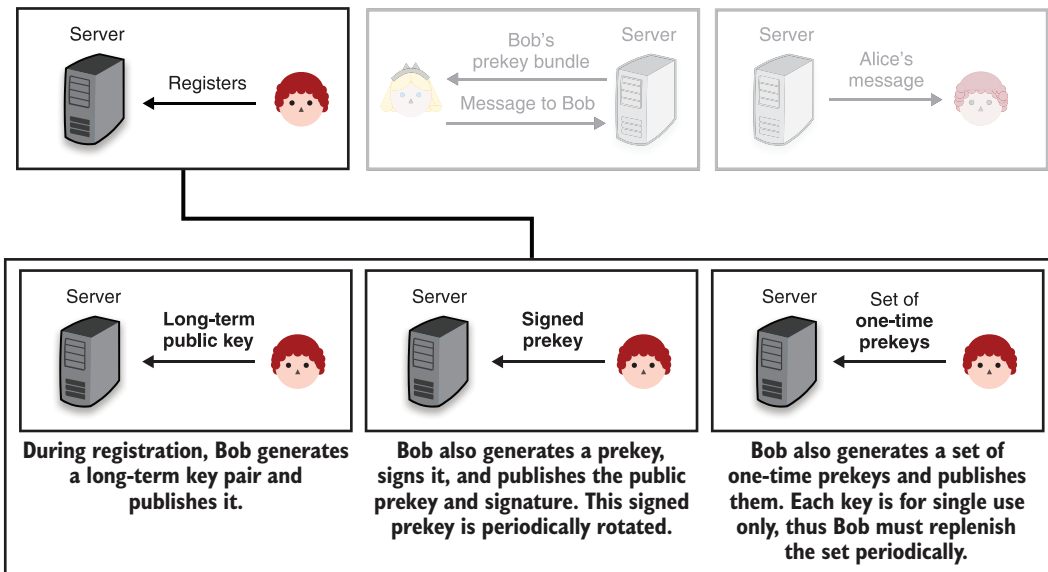 Server
Registers
Bob's
prekey bundle
Server
Message to Bob
Server
Alice's
message
Server
Long-term
public key
During registration, Bob generates
a long-term key pair and
publishes it.
Server
Signed
prekey
Bob also generates a prekey,
signs it, and publishes the public
prekey and signature. This signed
prekey is periodically rotated.
Server
Set of
one-time
prekeys
Bob also generates a set of
one-time prekeys and publishes
them. Each key is for single use
only, thus Bob must replenish
the set periodically.